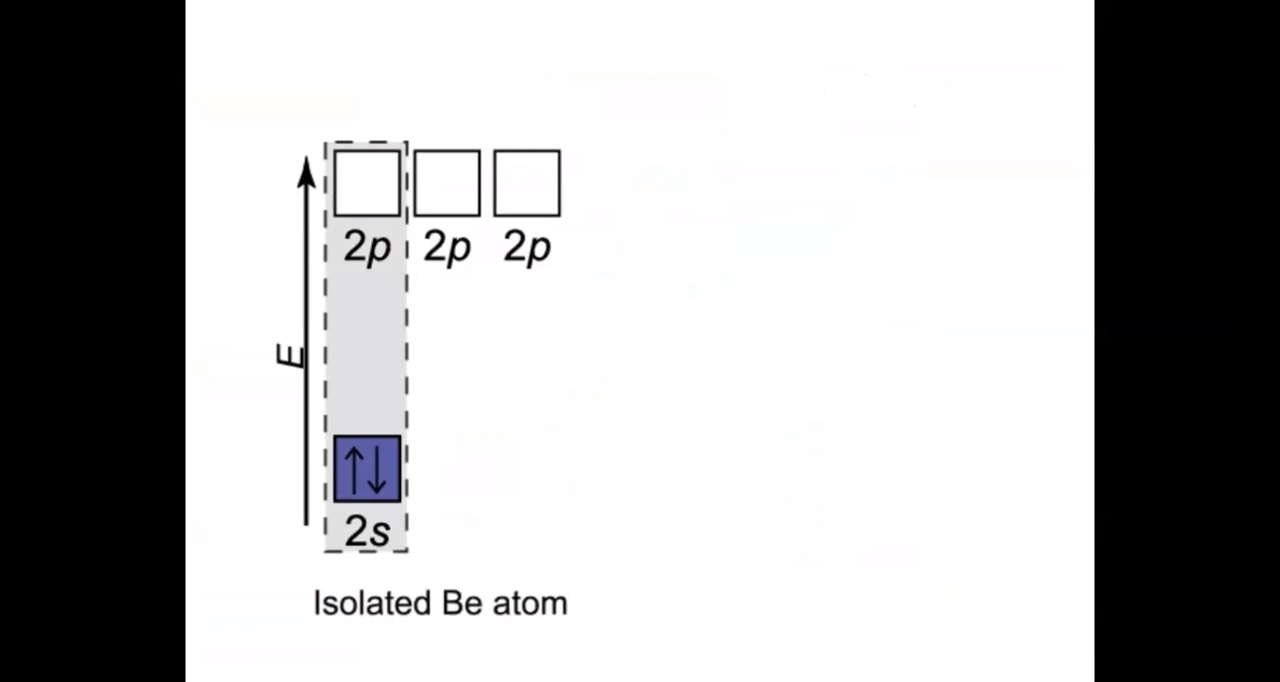 2p 2p 2p
E
↑↓
2s
Isolated Be atom